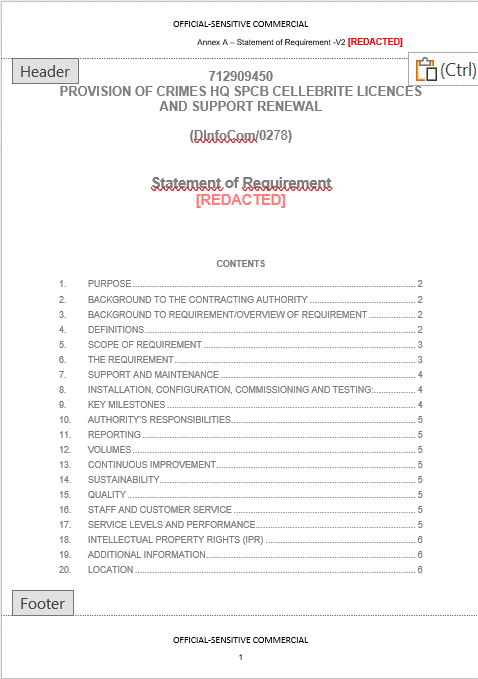 OFFICIAL-SENSITIVE COMMERCIAL
Annex A – Statement of Requirement -V2 [REDACTED]
Header
(Ctrl)
712909450
PROVISION OF CRIMES HQ SPCB CELLEBRITE LICENCES
AND SUPPORT RENEWAL
(DInfoCom/0278)
Statement of Requirement
[REDACTED]
CONTENTS
1. PURPOSE 2
2. BACKGROUND TO THE CONTRACTING AUTHORITY 2
3. BACKGROUND TO REQUIREMENT/OVERVIEW OF REQUIREMENT 2
4. DEFINITIONS 2
5. SCOPE OF REQUIREMENT 3
6. THE REQUIREMENT 3
7. SUPPORT AND MAINTENANCE 4
8. INSTALLATION, CONFIGURATION, COMMISSIONING AND TESTING: 4
9. KEY MILESTONES 4
10. AUTHORITY'S RESPONSIBILITIES 5
11. REPORTING 5
12. VOLUMES 5
13. CONTINUOUS IMPROVEMENT 5
14. SUSTAINABILITY 5
15. QUALITY 5
16. STAFF AND CUSTOMER SERVICE 5
17. SERVICE LEVELS AND PERFORMANCE 5
18. INTELLECTUAL PROPERTY RIGHTS (IPR) 6
19. ADDITIONAL INFORMATION 6
20. LOCATION 6
Footer
OFFICIAL-SENSITIVE COMMERCIAL
1